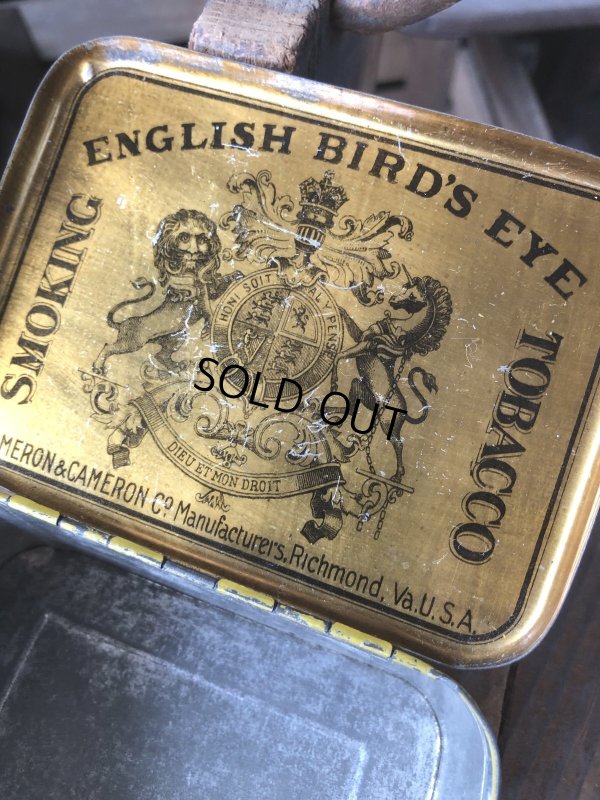 ENGLISH BIRD'S EYE
SMOKING
TOBACCO
HONI SOIT MAL Y PENSE
SOLD OUT
DIEU ET MON DROIT
MERON & CAMERON Co Manufacturers, Richmond, Va. U.S.A.